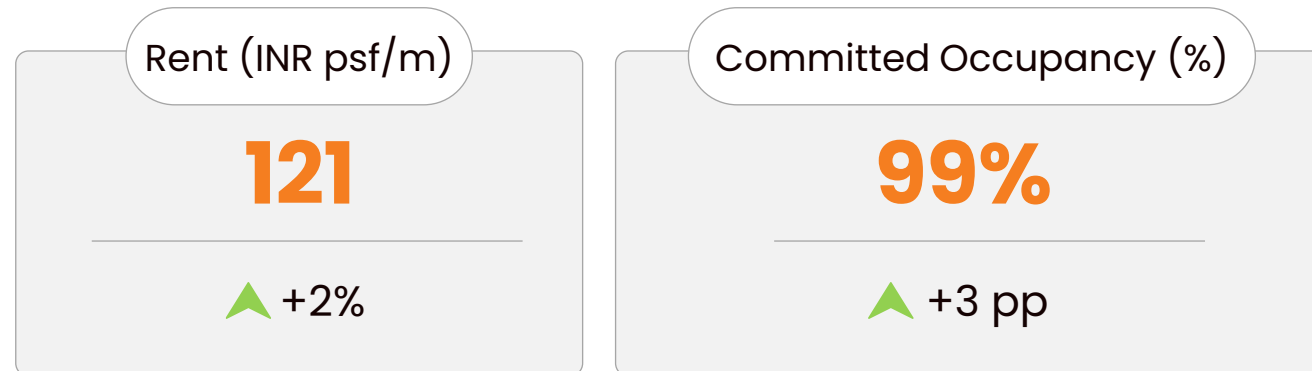 Rent (INR psf/m)
121
+2%
Committed Occupancy (%)
99%
+3 pp